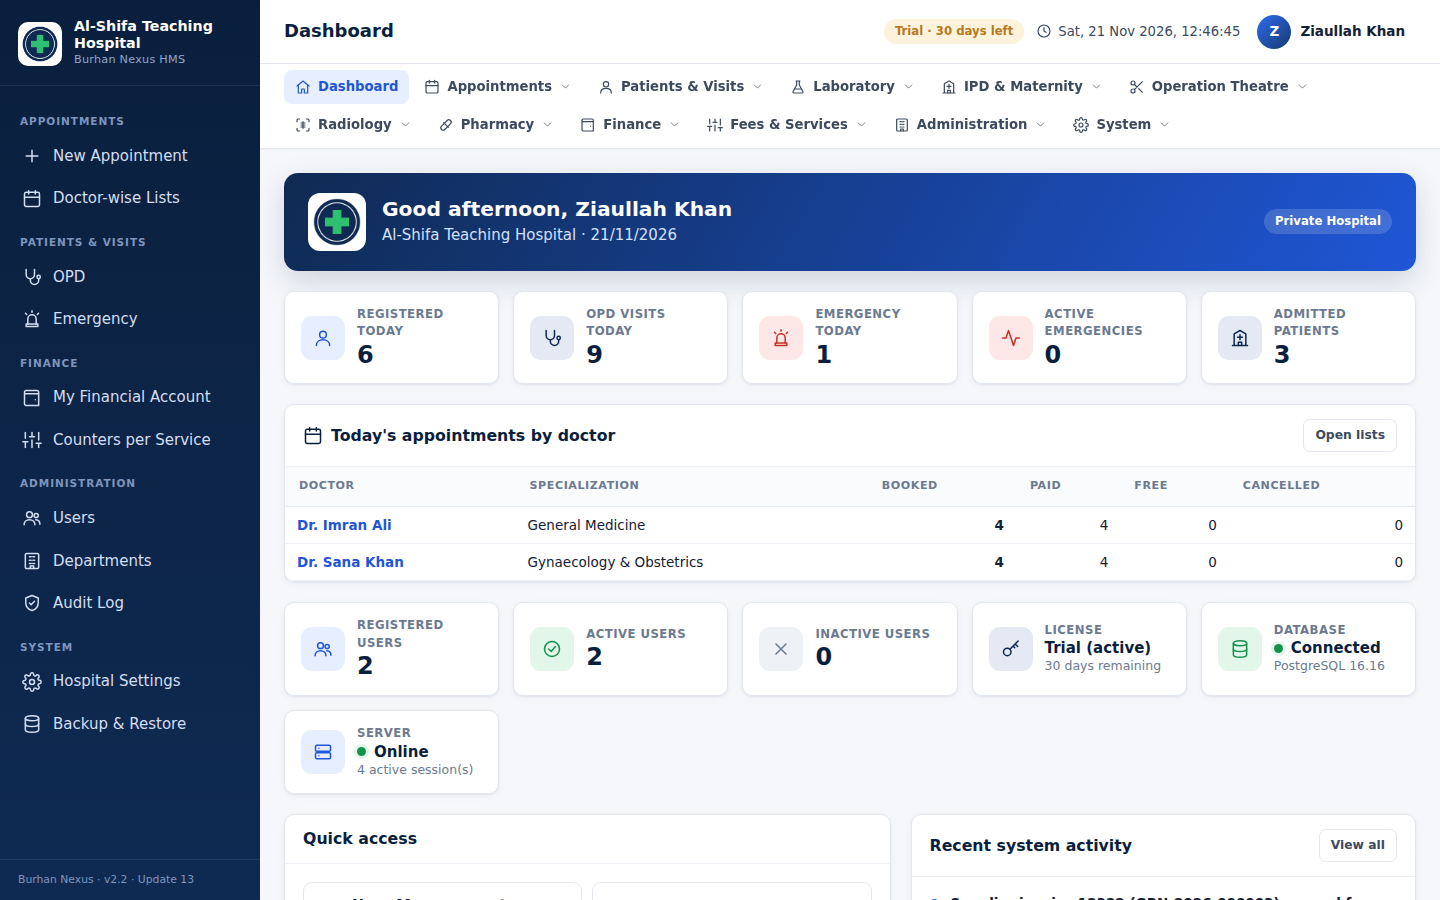 Al-Shifa Teaching
Hospital
Burhan Nexus HMS
APPOINTMENTS
New Appointment
Doctor-wise Lists
PATIENTS & VISITS
OPD
Emergency
FINANCE
My Financial Account
Counters per Service
ADMINISTRATION
Users
Departments
Audit Log
SYSTEM
Hospital Settings
Backup & Restore
Burhan Nexus · v2.2 · Update 13
Dashboard
Trial · 30 days left
Sat, 21 Nov 2026, 12:46:45
Z
Ziaullah Khan
Dashboard Appointments Patients & Visits Laboratory IPD & Maternity Operation Theatre
Radiology Pharmacy Finance Fees & Services Administration System
Good afternoon, Ziaullah Khan
Al-Shifa Teaching Hospital · 21/11/2026
Private Hospital
REGISTERED
TODAY
6
OPD VISITS
TODAY
9
EMERGENCY
TODAY
1
ACTIVE
EMERGENCIES
0
ADMITTED
PATIENTS
3
Today's appointments by doctor
Open lists
DOCTOR SPECIALIZATION BOOKED PAID FREE CANCELLED
Dr. Imran Ali General Medicine 4 4 0 0
Dr. Sana Khan Gynaecology & Obstetrics 4 4 0 0
REGISTERED
USERS
2
ACTIVE USERS
2
INACTIVE USERS
0
LICENSE
Trial (active)
30 days remaining
DATABASE
Connected
PostgreSQL 16.16
SERVER
Online
4 active session(s)
Quick access
Recent system activity
View all